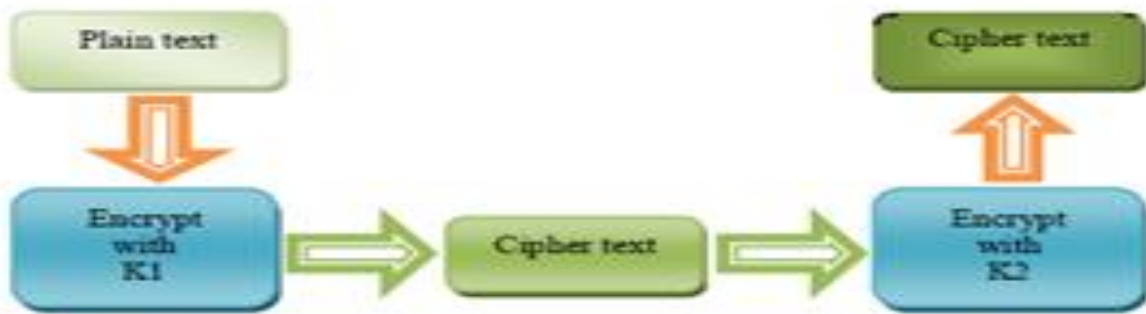 Plain text
Encrypt
with
K1
Cipher text
Encrypt
with
K2
Cipher text